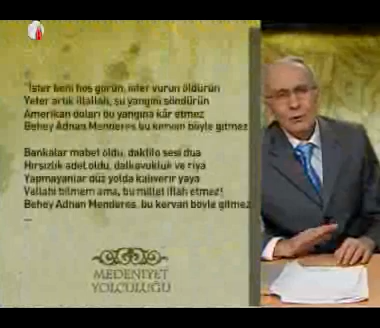 "İster beni hoş görün, ister vurun öldürün
Yeter artık illallah, şu yangını söndürün
Amerikan doları bu yangına kâr etmez
Behey Adnan Menderes bu kervan böyle gitmez
Bankalar mabet oldu, daktilo sesi dua
Hırsızlık adet oldu, dalkavukluk ve riya
Yapmayanlar düz yolda kalıverir yaya
Vallahi bilmem ama, bu millet iflah etmez!
Behey Adnan Menderes, bu kervan böyle gitmez
...
MEDENİYET
YOLCULUĞU